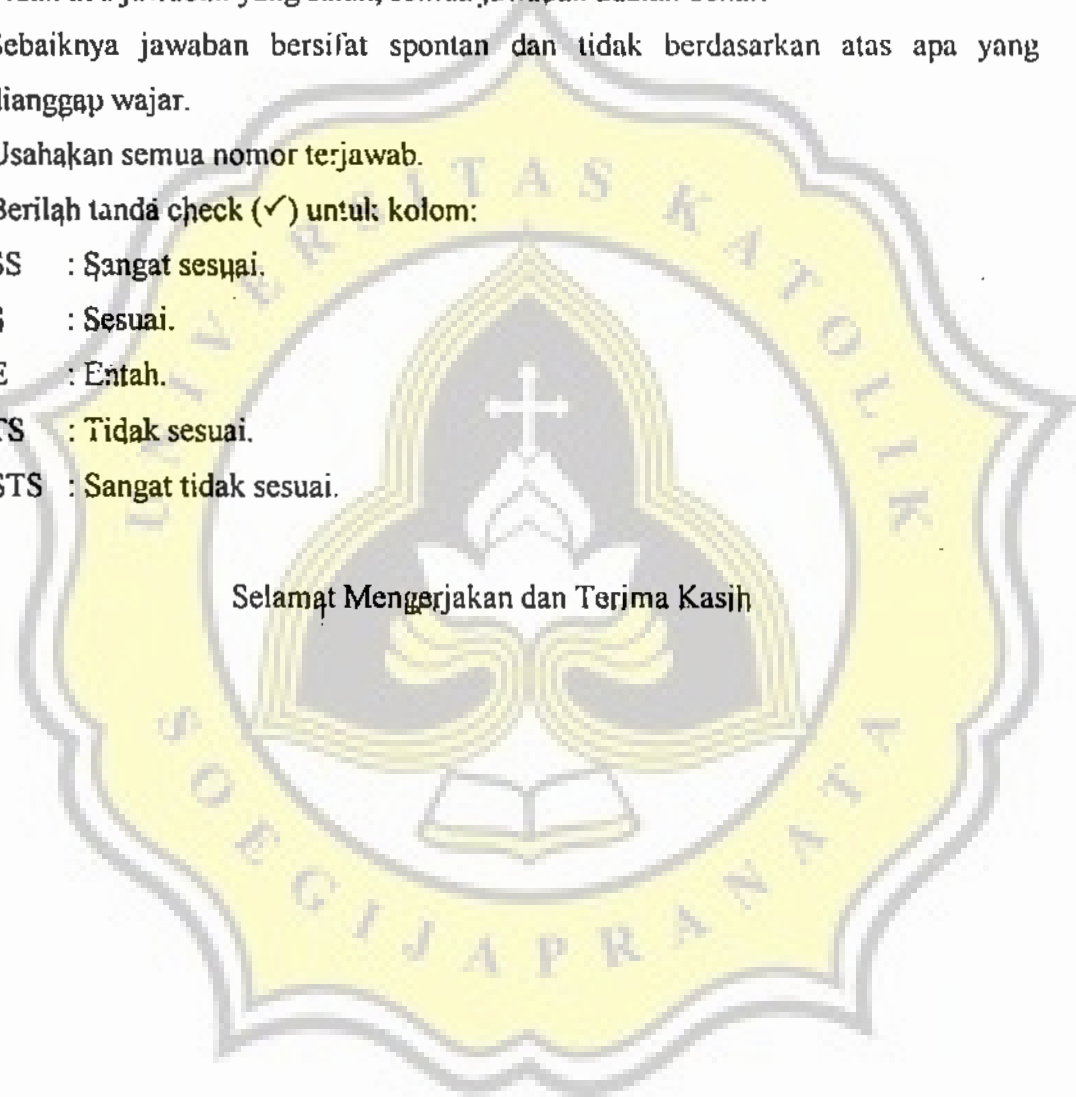 Sebaiknya jawaban bersifat spontan dan tidak berdasarkan atas apa yang
dianggap wajar.
Usahakan semua nomor terjawab.
Berilah tanda check (✓) untuk kolom:
SS : Sangat sesuai.
S : Sesuai.
E : Entah.
TS : Tidak sesuai.
STS : Sangat tidak sesuai.
Selamat Mengerjakan dan Terima Kasih
UNIVERSITAS KATOLIK
SOEGIJAPRANATA